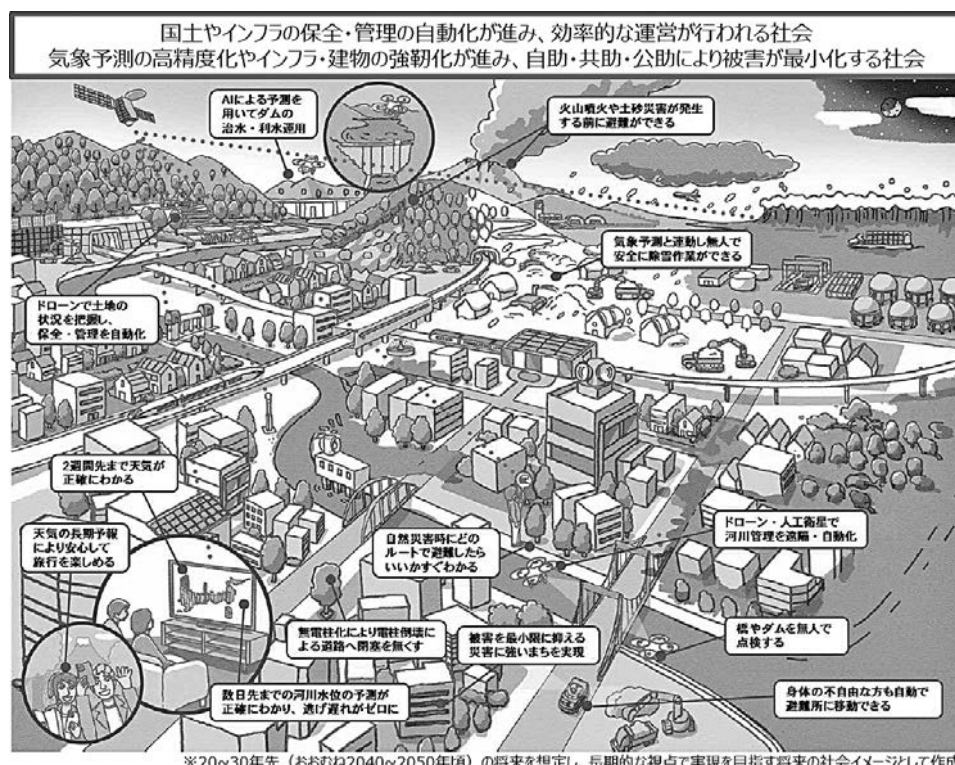 国土やインフラの保全・管理の自動化が進み、効率的な運営が行われる社会
気象予測の高精度化やインフラ・建物の強靭化が進み、自助・共助・公助により被害が最小化する社会
AIによる予測を
用いてダムの
治水・利水運用
火山噴火や土砂災害が発生
する前に避難ができる
気象予測と連動し無人で
安全に除雪作業ができる
ドローンで土地の
状況を把握し、
保全・管理を自動化
2週間先まで天気が
正確にわかる
天気の長期予報
により安心して
旅行を楽しめる
自然災害時にどの
ルートで避難したら
いいかすぐわかる
ドローン・人工衛星で
河川管理を遠隔・自動化
無電柱化により電柱倒壊に
よる道路へ閉塞を無くす
被害を最小限に抑える
災害に強いまちを実現
橋やダムを無人で
点検する
数日先までの河川水位の予測が
正確にわかり、逃げ遅れがゼロに
身体の不自由な方も自動で
避難所に移動できる
※20~30年先（おおむね2040~2050年頃）の将来を想定し、長期的な視点で実現を目指す将来の社会イメージとして作成